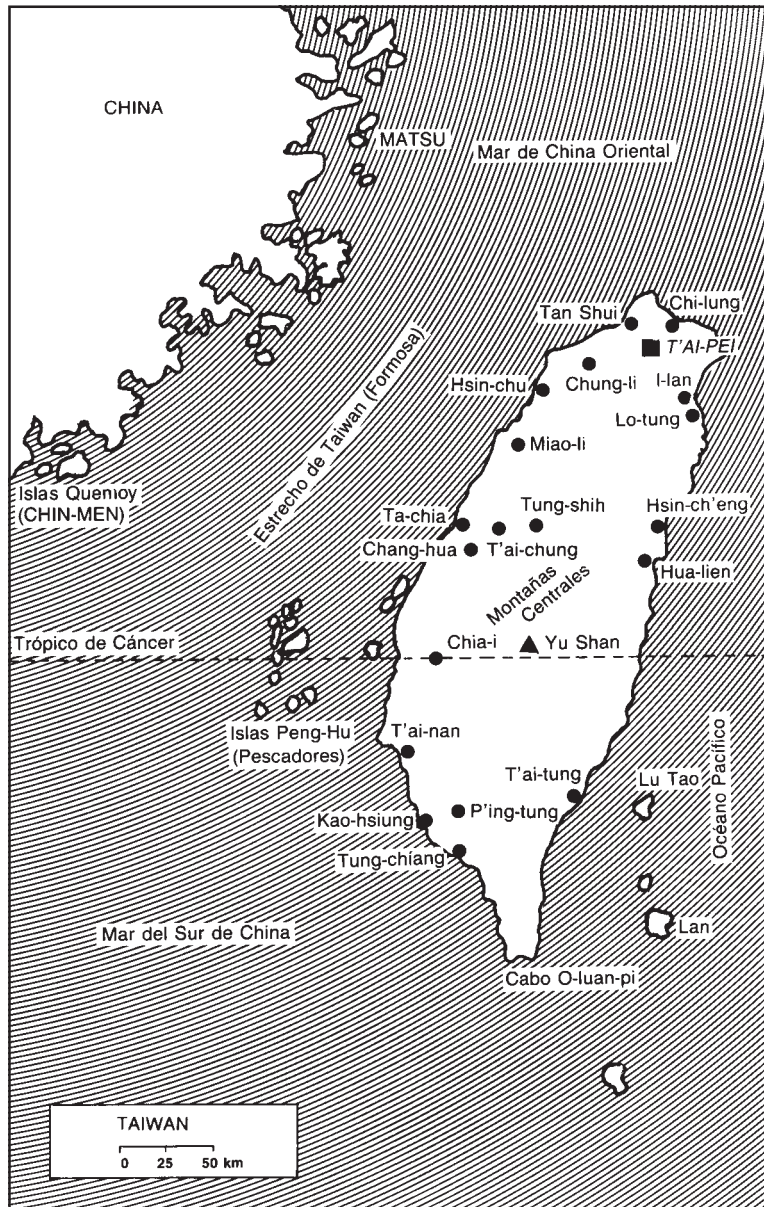 CHINA
MATSU
Mar de China Oriental
Tan Shui
Chi-lung
T'AI-PEI
Estrecho de Taiwan (Formosa)
Hsin-chu
Chung-li
I-lan
Lo-tung
Miao-li
Islas Quemoy
(CHIN-MEN)
Ta-chia
Tung-shih
Hsin-ch'eng
Chang-hua
T'ai-chung
Hua-lien
Montañas
Centrales
Trópico de Cáncer
Chia-i
Yu Shan
Islas Peng-Hu
(Pescadores)
T'ai-nan
T'ai-tung
Lu Tao
Océano Pacífico
Kao-hsiung
P'ing-tung
Tung-chiang
Mar del Sur de China
Lan
Cabo O-luan-pi
TAIWAN
0 25 50 km